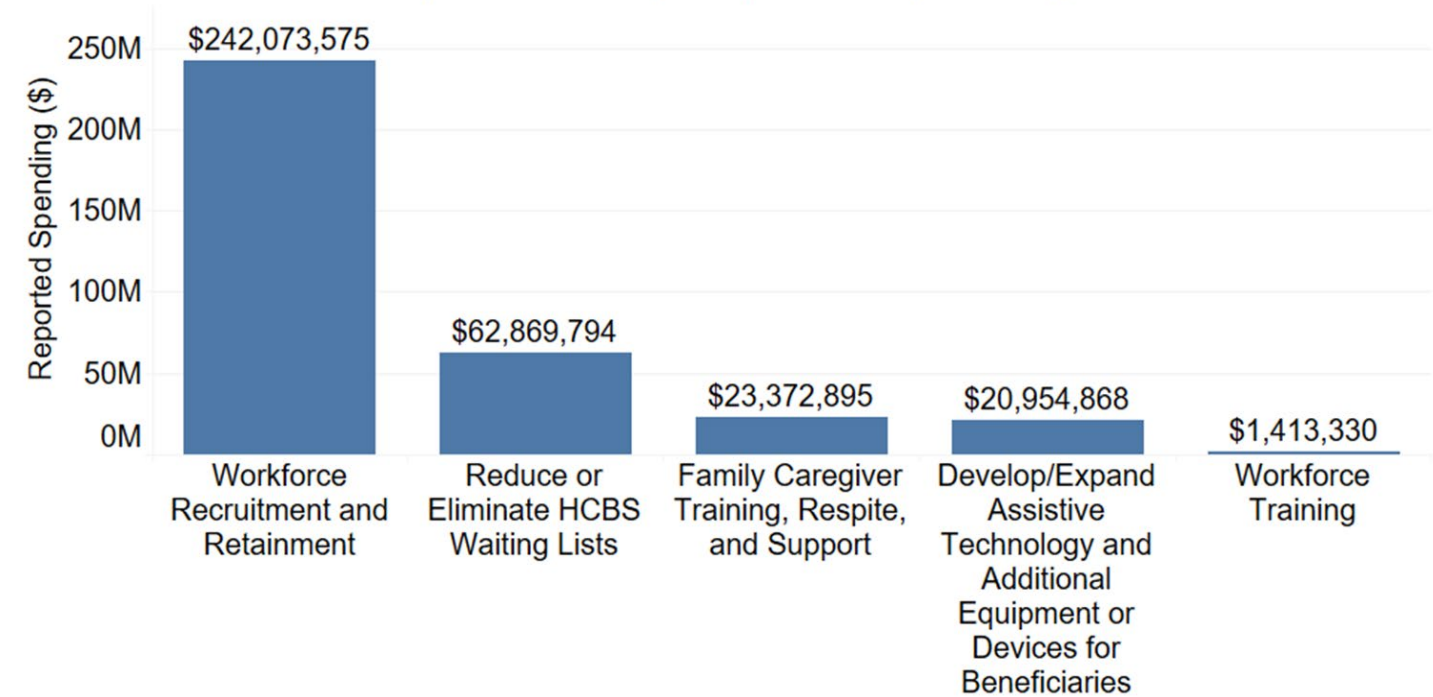 Reported Spending ($)
250M
200M
150M
100M
50M
0M
$242,073,575
$62,869,794
$23,372,895
$20,954,868
$1,413,330
Workforce
Recruitment and
Retainment
Reduce or
Eliminate HCBS
Waiting Lists
Family Caregiver
Training, Respite,
and Support
Develop/Expand
Assistive
Technology and
Additional
Equipment or
Devices for
Beneficiaries
Workforce
Training